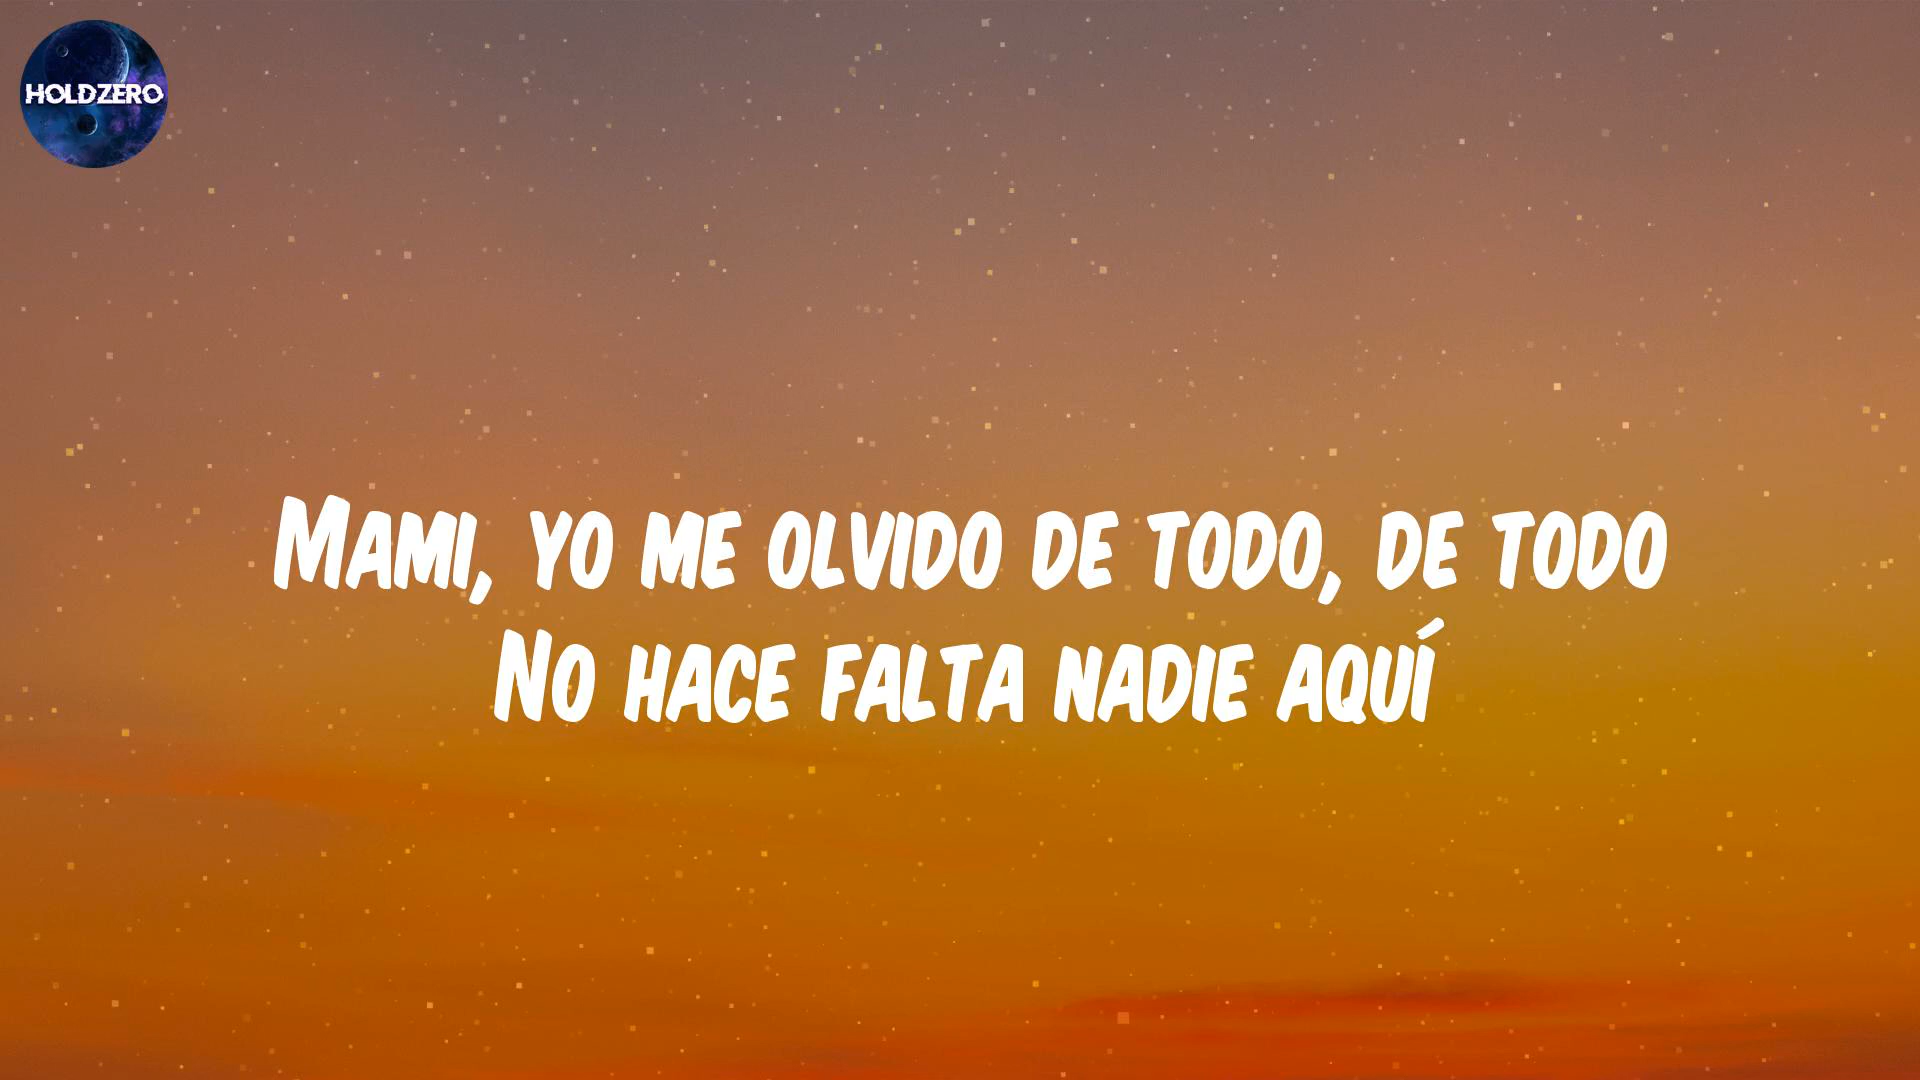 HOLDZERO
Mami, yo me olvido de todo, de todo
No hace falta nadie aquí